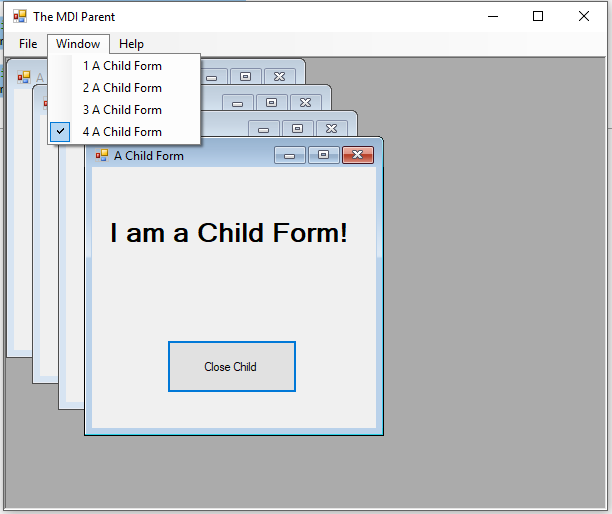 The MDI Parent
File Window Help
1 A Child Form
2 A Child Form
3 A Child Form
4 A Child Form
A
A Child Form
I am a Child Form!
Close Child